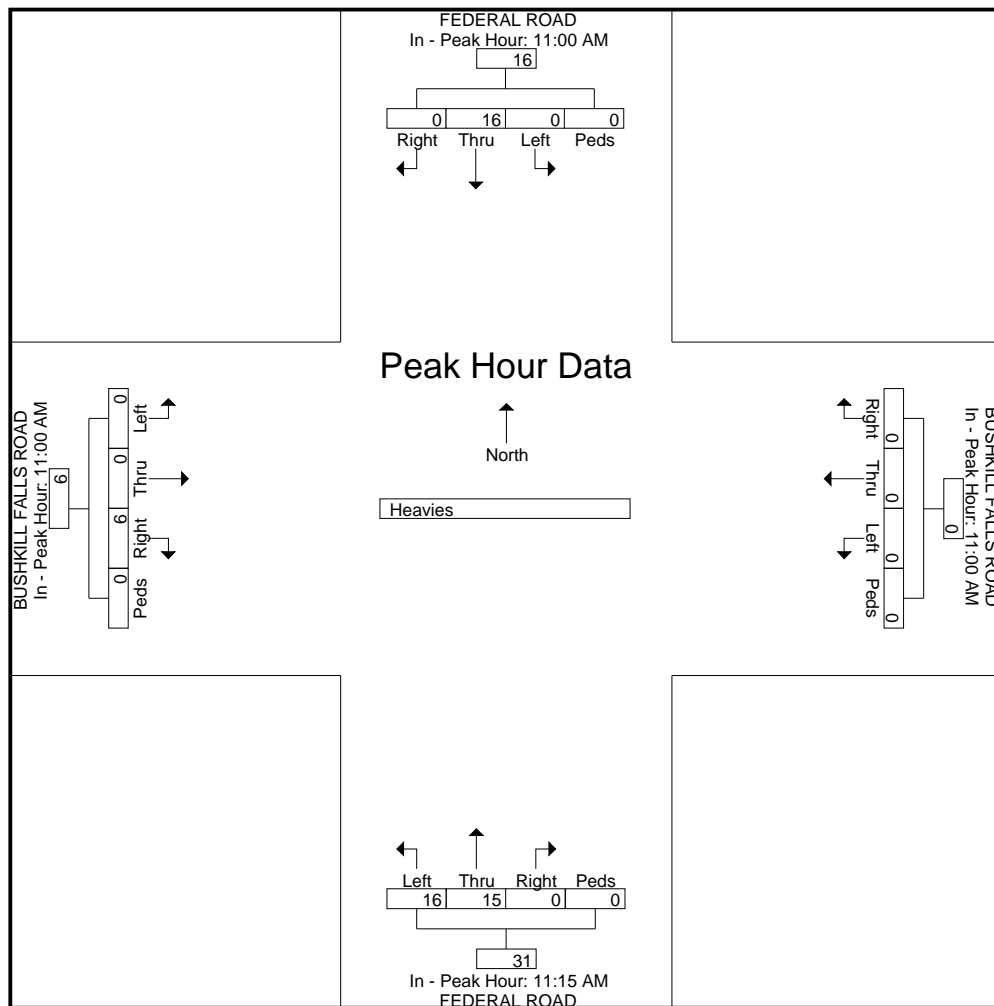 FEDERAL ROAD
In - Peak Hour: 11:00 AM
16
0 16 0 0
Right Thru Left Peds
Peak Hour Data
North
Heavies
BUSHKILL FALLS ROAD
In - Peak Hour: 11:00 AM
6
0 0 6 0
Left Thru Right Peds
BUSHKILL FALLS ROAD
In - Peak Hour: 11:00 AM
0
0 0 0 0
Right Thru Left Peds
Left Thru Right Peds
16 15 0 0
31
In - Peak Hour: 11:15 AM
FEDERAL ROAD